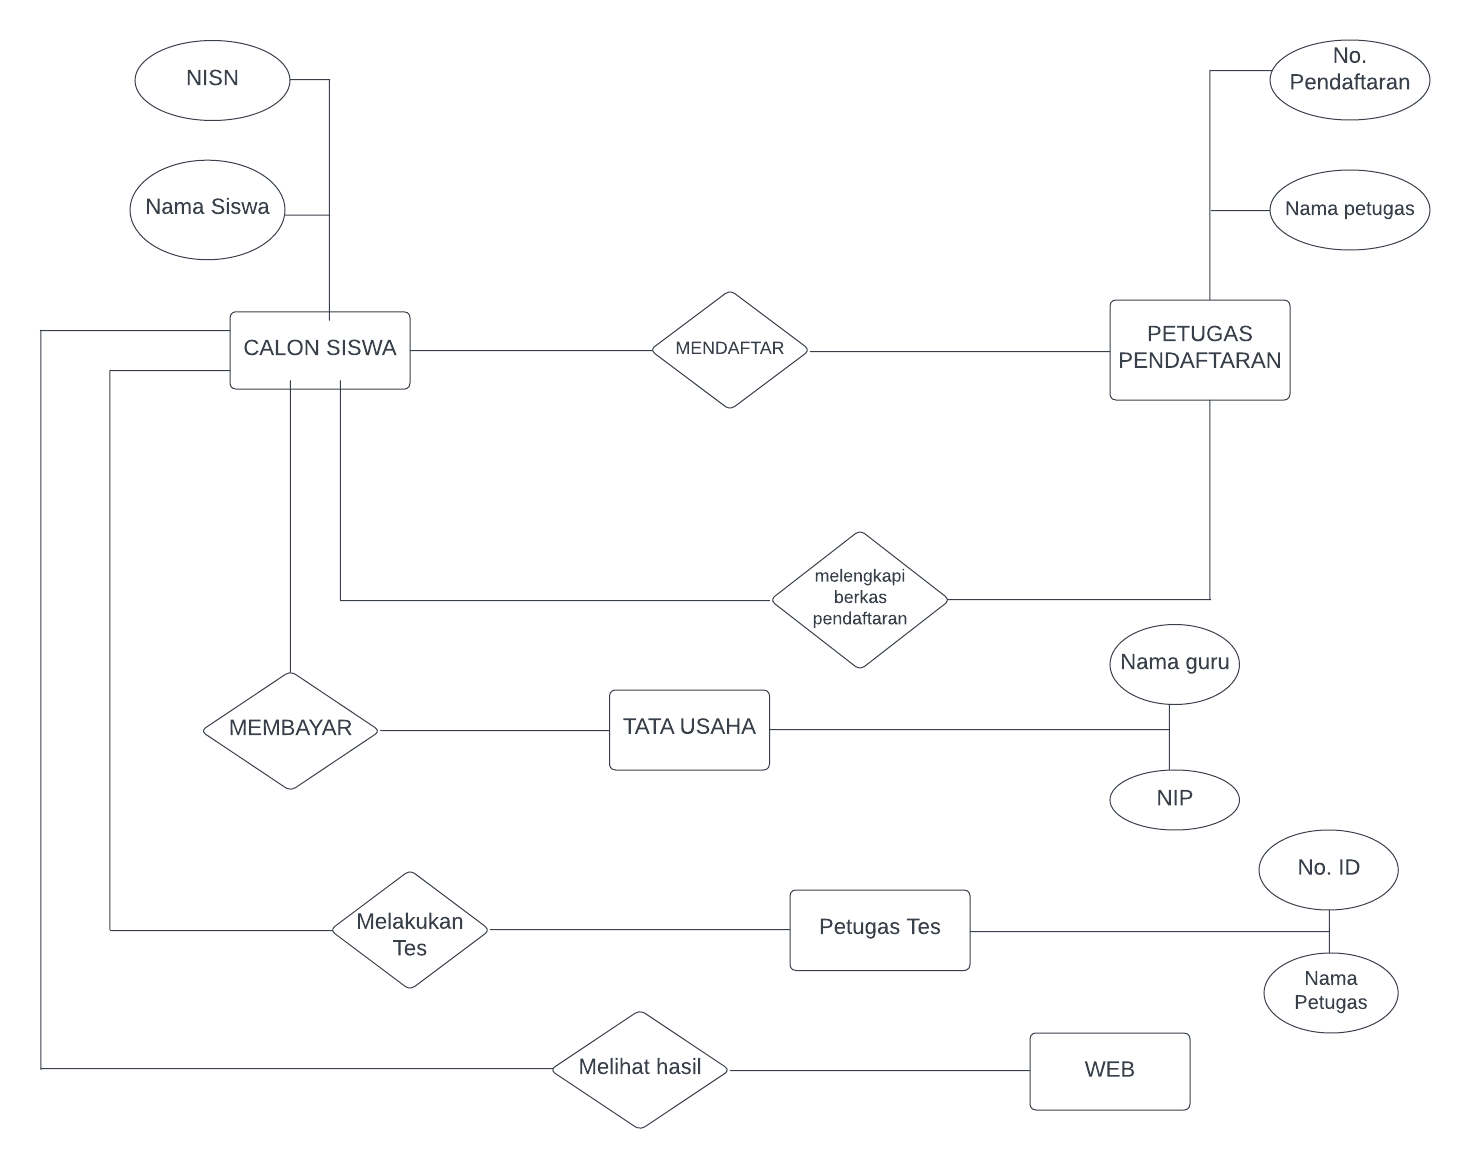 NISN
No.
Pendaftaran
Nama Siswa
Nama petugas
CALON SISWA
MENDAFTAR
PETUGAS
PENDAFTARAN
melengkapi
berkas
pendaftaran
Nama guru
MEMBAYAR
TATA USAHA
NIP
No. ID
Melakukan
Tes
Petugas Tes
Nama
Petugas
Melihat hasil
WEB